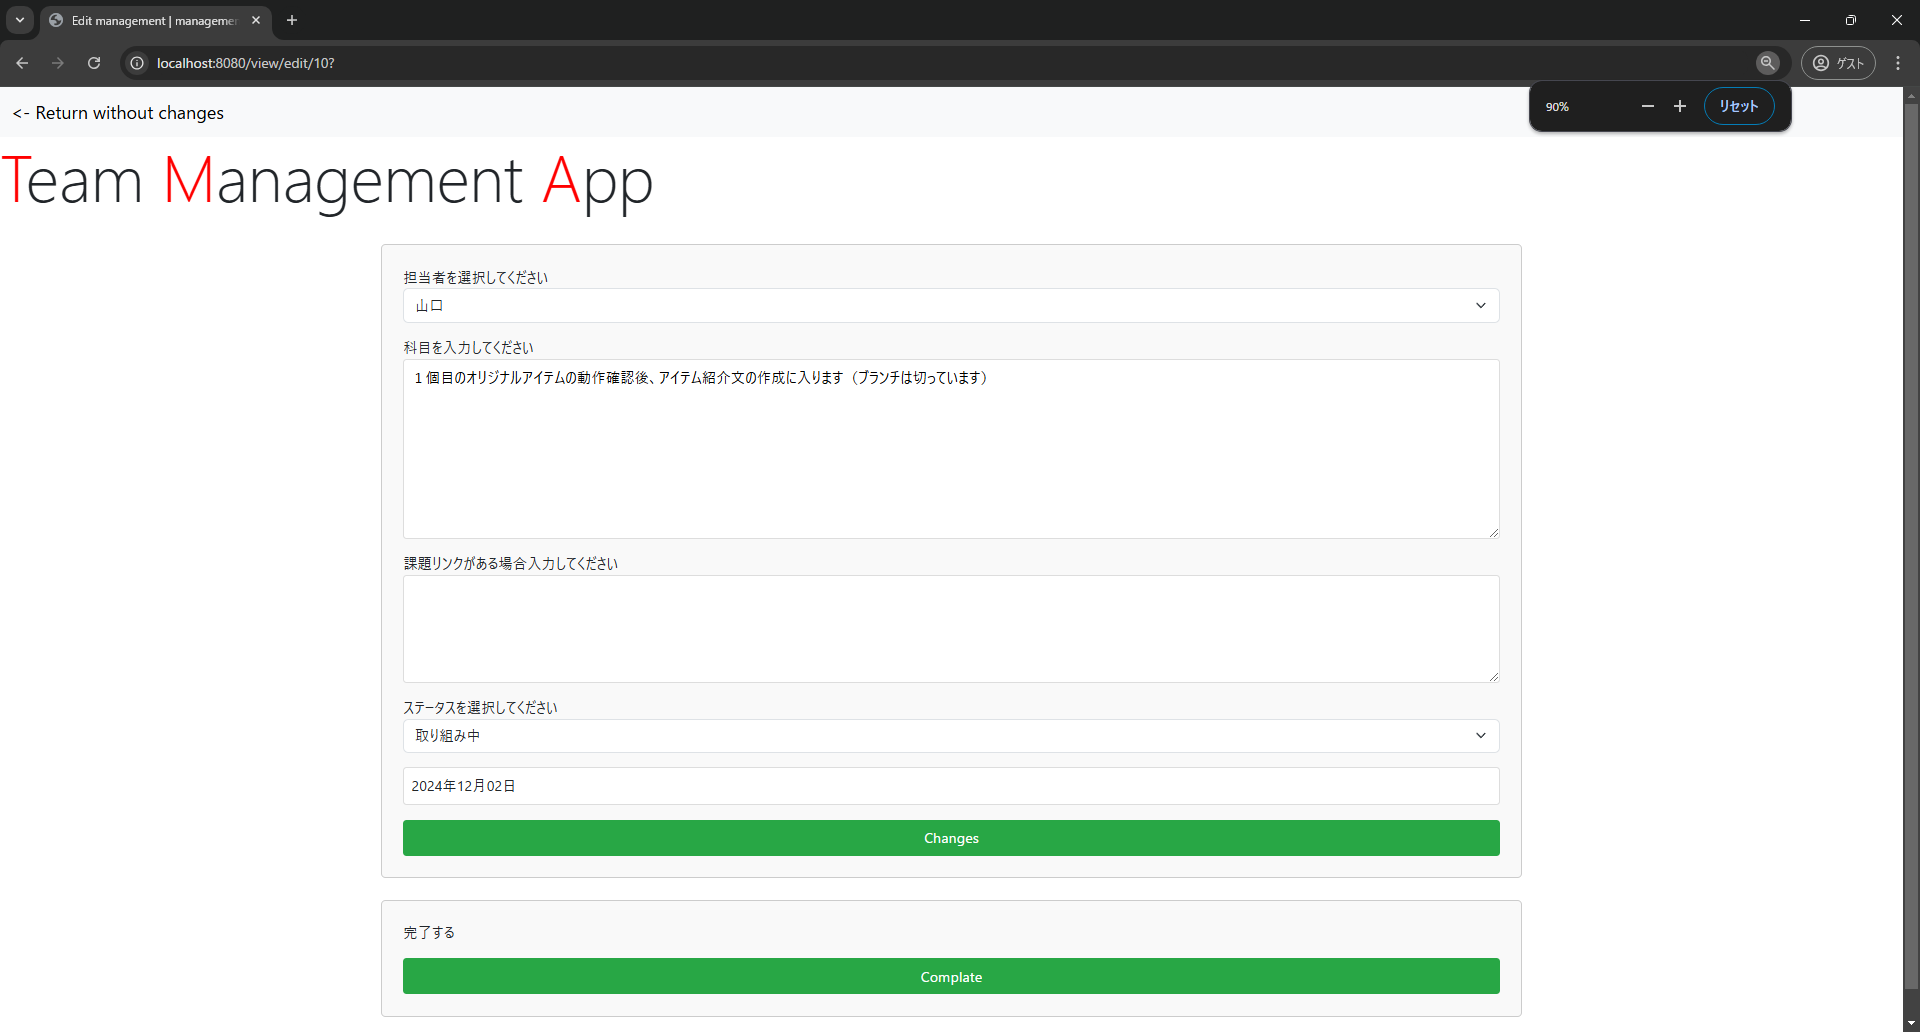 Edit management | managemen
localhost:8080/view/edit/10?
ゲスト
90%
リセット
<- Return without changes
Team Management App
担当者を選択してください
山口
科目を入力してください
１個目のオリジナルアイテムの動作確認後、アイテム紹介文の作成に入ります（ブランチは切っています）
課題リンクがある場合入力してください
ステータスを選択してください
取り組み中
2024年12月02日
Changes
完了する
Complate